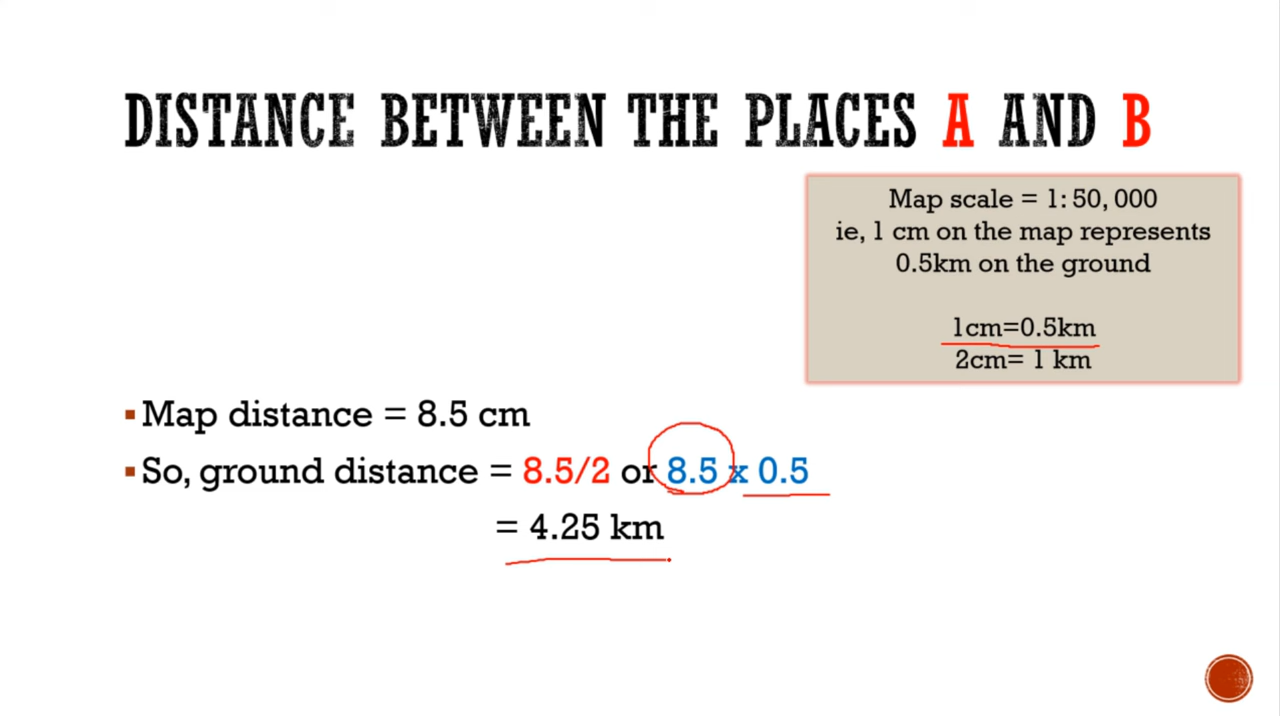 DISTANCE BETWEEN THE PLACES A AND B
Map scale = 1: 50, 000
ie, 1 cm on the map represents
0.5km on the ground
1cm=0.5km
2cm= 1 km
▪Map distance = 8.5 cm
▪So, ground distance = 8.5/2 or 8.5 x 0.5
= 4.25 km